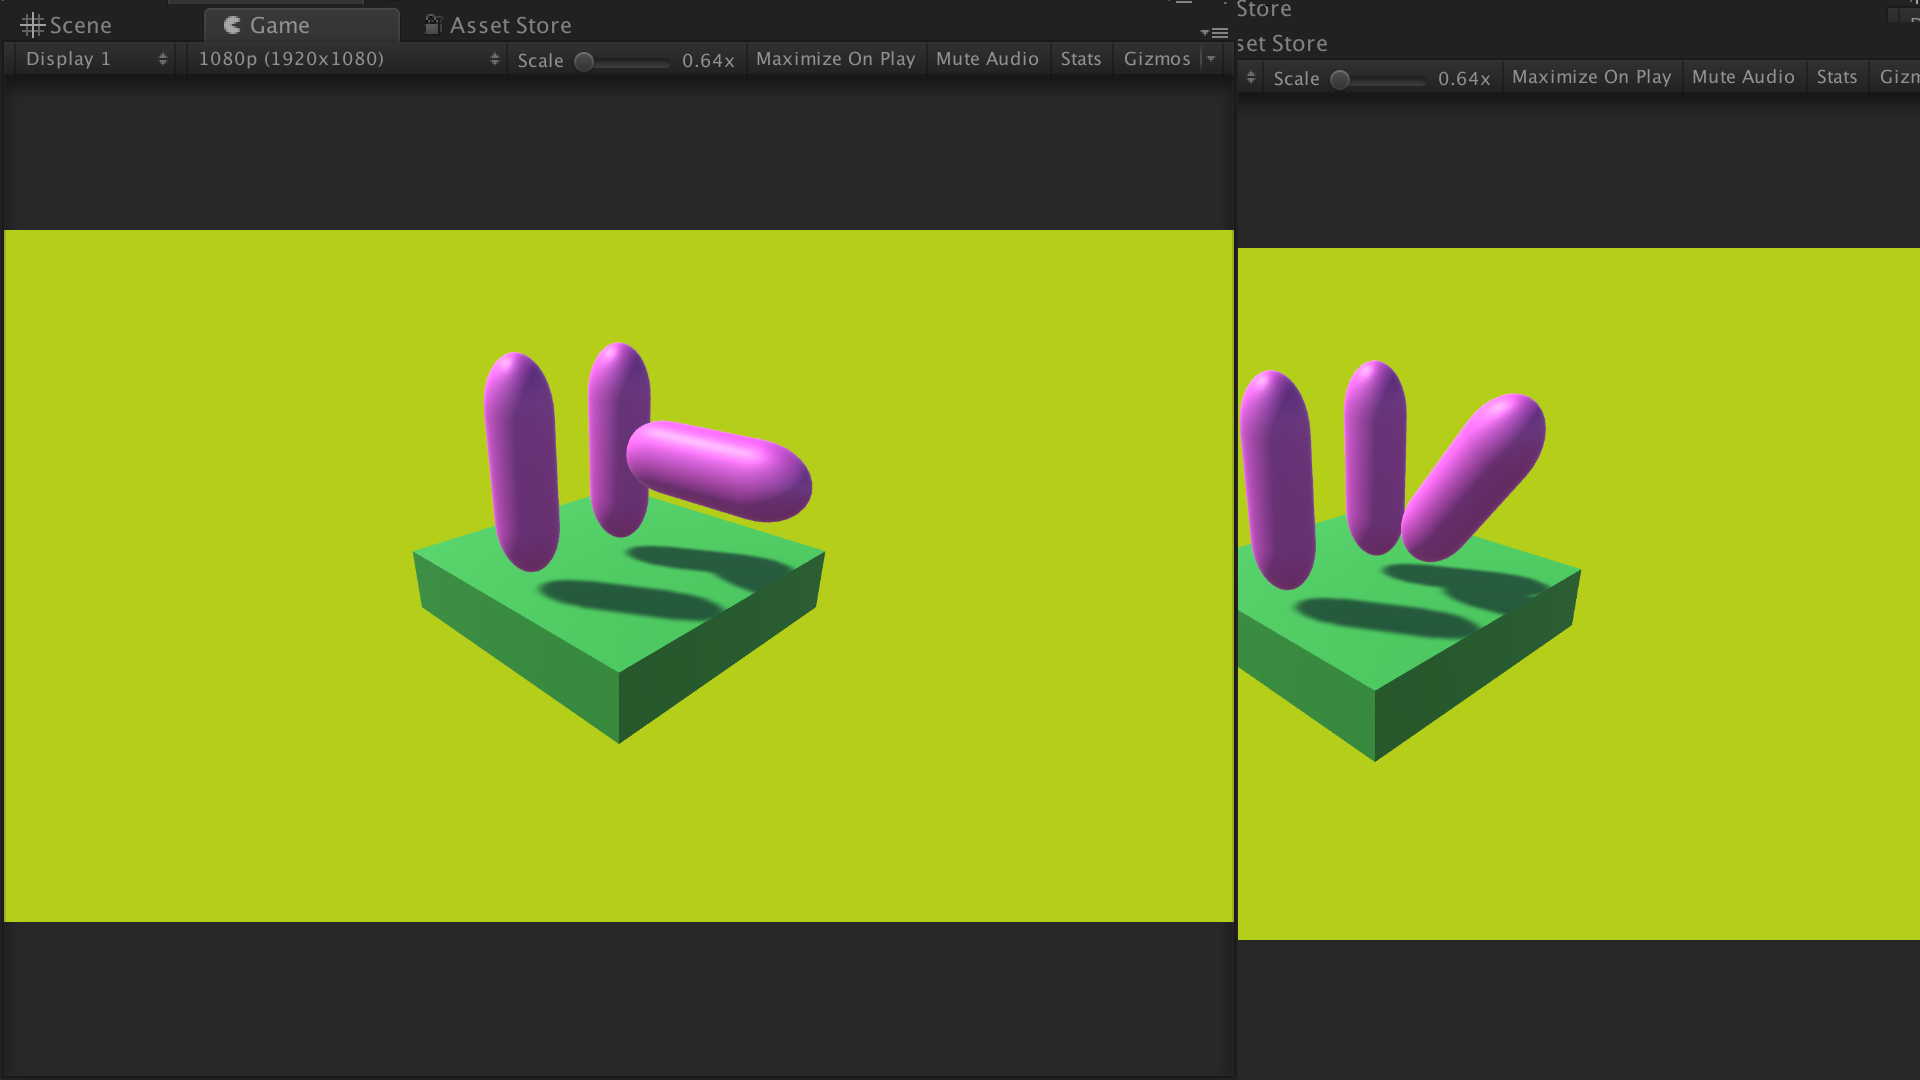 Scene Game Asset Store
Display 1 1080p (1920x1080) Scale 0.64x Maximize On Play Mute Audio Stats Gizmos
Store
set Store
Scale 0.64x Maximize On Play Mute Audio Stats Gizm